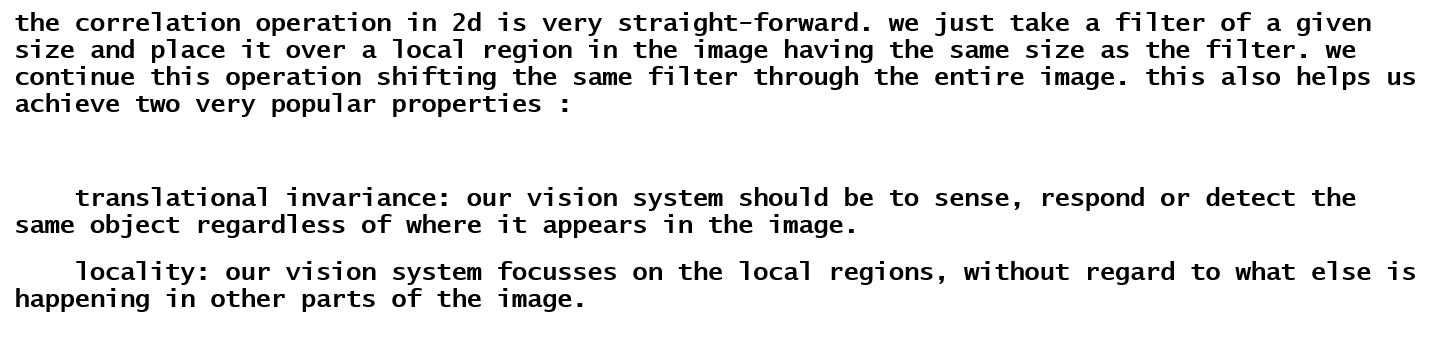 the correlation operation in 2d is very straight-forward. we just take a filter of a given
size and place it over a local region in the image having the same size as the filter. we
continue this operation shifting the same filter through the entire image. this also helps us
achieve two very popular properties :
translational invariance: our vision system should be to sense, respond or detect the
same object regardless of where it appears in the image.
locality: our vision system focusses on the local regions, without regard to what else is
happening in other parts of the image.